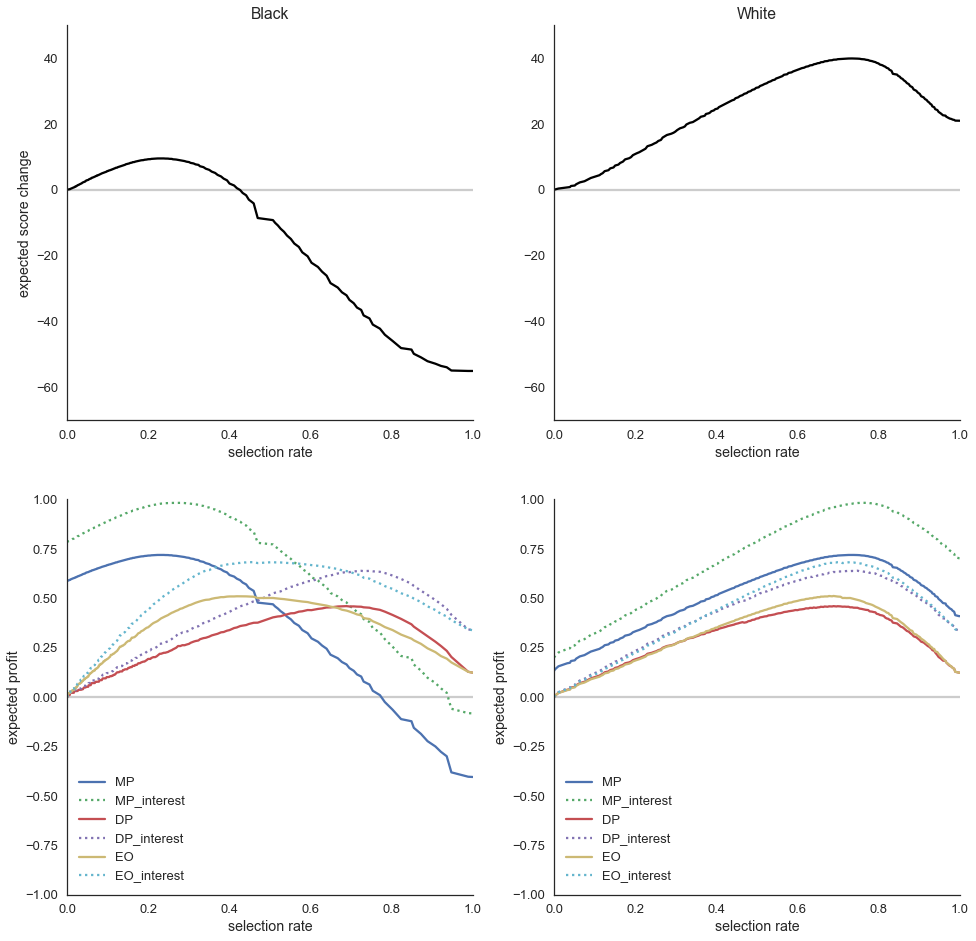 Black
White
expected score change
40
20
0
−20
−40
−60
0.0 0.2 0.4 0.6 0.8 1.0
selection rate
40
20
0
−20
−40
−60
0.0 0.2 0.4 0.6 0.8 1.0
selection rate
expected profit
1.00
0.75
0.50
0.25
0.00
−0.25
−0.50
−0.75
−1.00
MP
MP_interest
DP
DP_interest
EO
EO_interest
0.0 0.2 0.4 0.6 0.8 1.0
selection rate
expected profit
1.00
0.75
0.50
0.25
0.00
−0.25
−0.50
−0.75
−1.00
MP
MP_interest
DP
DP_interest
EO
EO_interest
0.0 0.2 0.4 0.6 0.8 1.0
selection rate